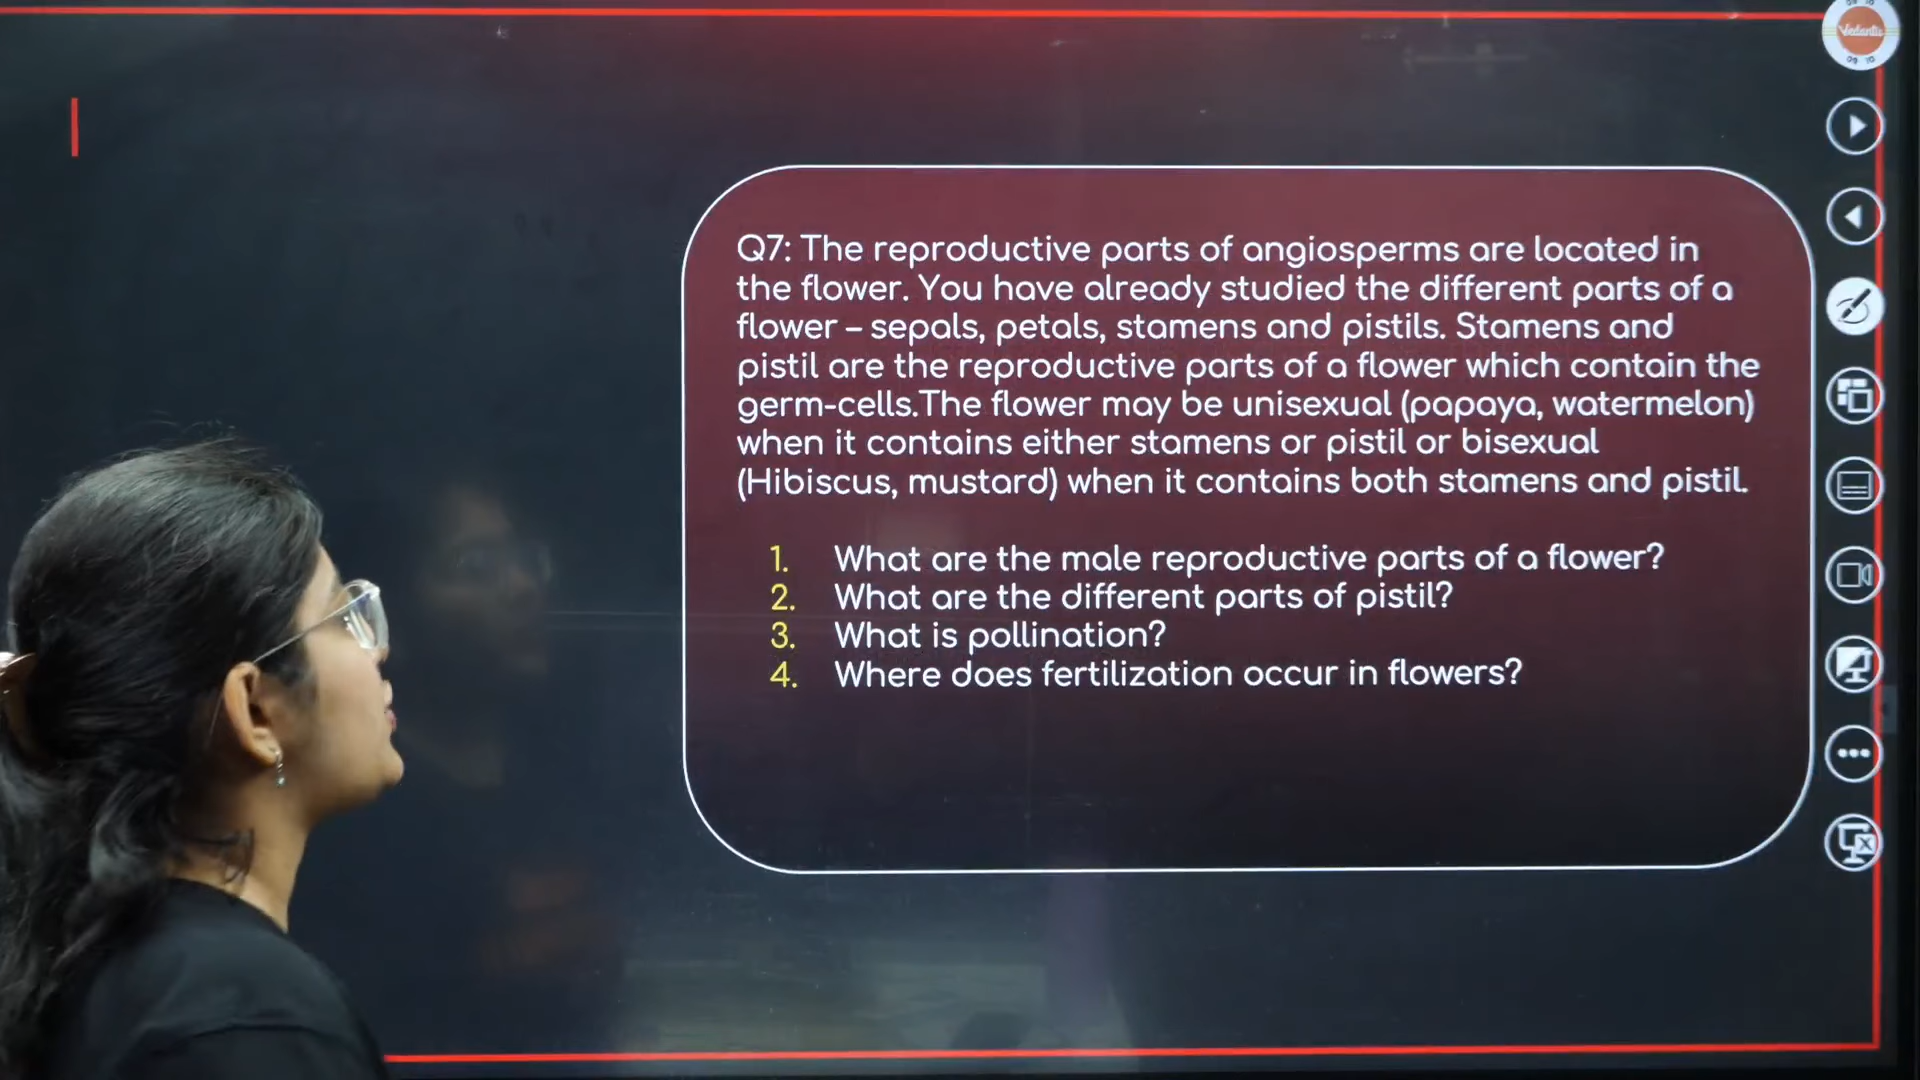 Vedantu
Q7: The reproductive parts of angiosperms are located in
the flower. You have already studied the different parts of a
flower – sepals, petals, stamens and pistils. Stamens and
pistil are the reproductive parts of a flower which contain the
germ-cells.The flower may be unisexual (papaya, watermelon)
when it contains either stamens or pistil or bisexual
(Hibiscus, mustard) when it contains both stamens and pistil.
1. What are the male reproductive parts of a flower?
2. What are the different parts of pistil?
3. What is pollination?
4. Where does fertilization occur in flowers?